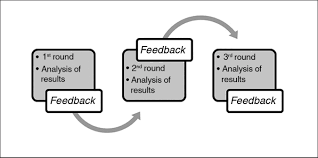 • 1st round
• Analysis of
results
Feedback
Feedback
• 2nd round
• Analysis of
results
• 3rd round
• Analysis of
results
Feedback